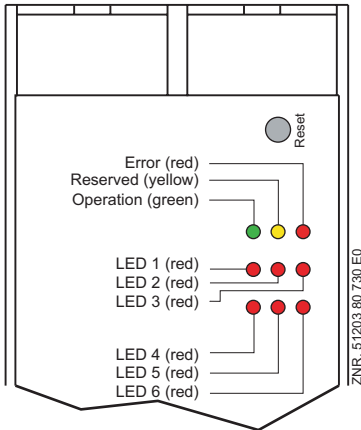 Reset
Error (red)
Reserved (yellow)
Operation (green)
LED 1 (red)
LED 2 (red)
LED 3 (red)
LED 4 (red)
LED 5 (red)
LED 6 (red)
ZNR. 51203 80 730 E0